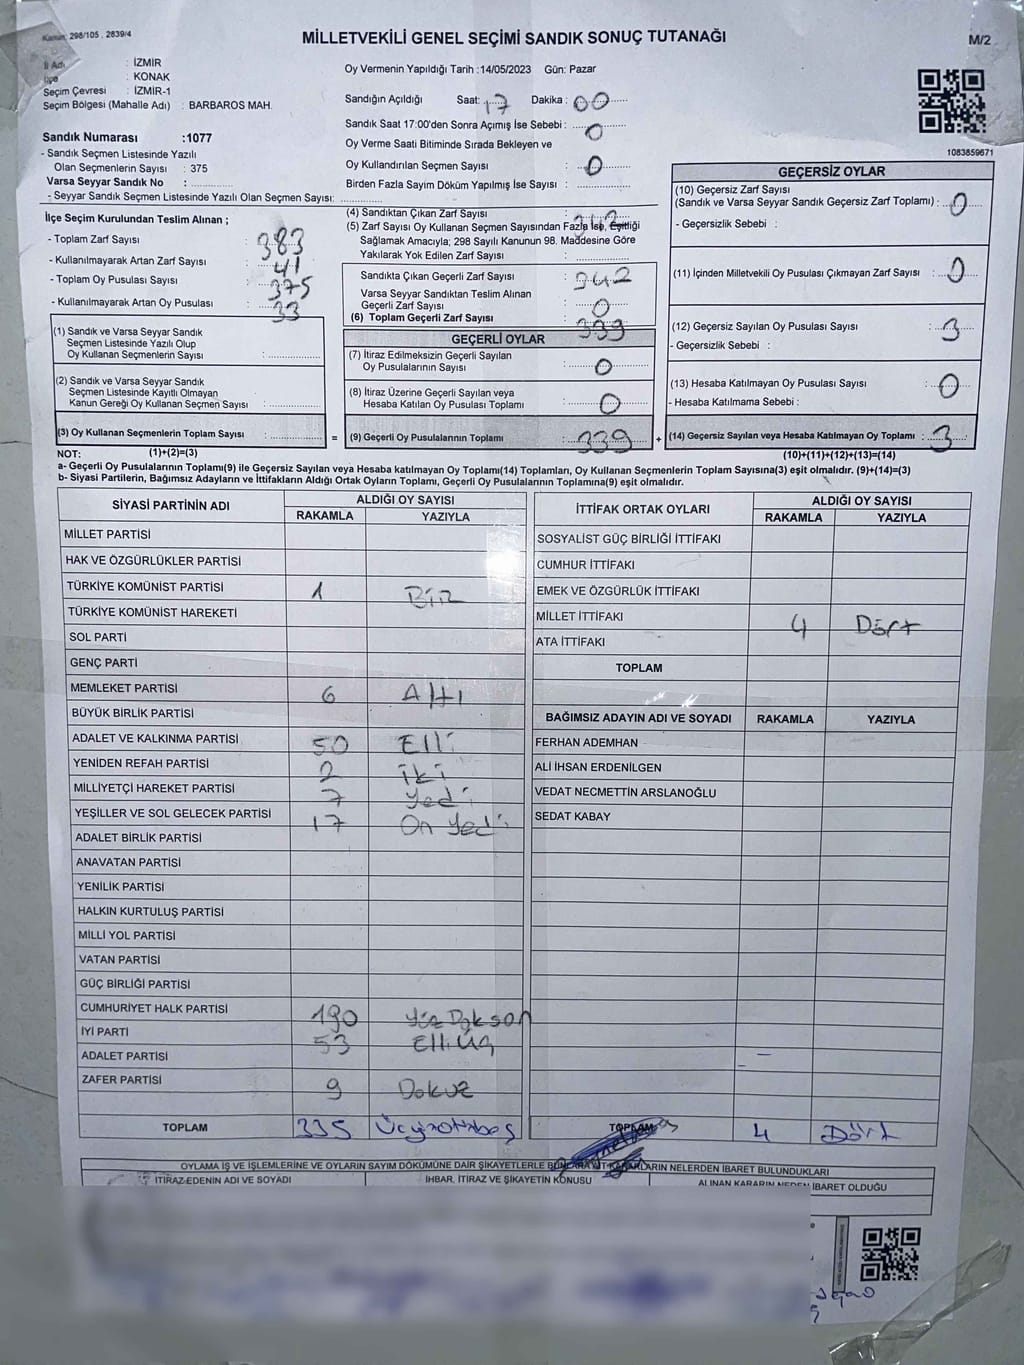 Kanun: 298/105 , 2839/4
MİLLETVEKİLİ GENEL SEÇİMİ SANDIK SONUÇ TUTANAĞI
M/2
İl Adı : İZMİR
İlçe : KONAK
Seçim Çevresi : İZMİR-1
Seçim Bölgesi (Mahalle Adı) : BARBAROS MAH.
Sandık Numarası :1077
- Sandık Seçmen Listesinde Yazılı
Olan Seçmenlerin Sayısı : 375
Varsa Seyyar Sandık No : ..............
- Seyyar Sandık Seçmen Listesinde Yazılı Olan Seçmen Sayısı: ..............
Oy Vermenin Yapıldığı Tarih :14/05/2023 Gün: Pazar
Sandığın Açıldığı Saat: 17 Dakika : 00
Sandık Saat 17:00'den Sonra Açımış İse Sebebi : 0
Oy Verme Saati Bitiminde Sırada Bekleyen ve
Oy Kullandırılan Seçmen Sayısı : 0
Birden Fazla Sayim Döküm Yapılmış İse Sayısı : ..............
1083859671
İlçe Seçim Kurulundan Teslim Alınan ;
- Toplam Zarf Sayısı : 383
- Kullanılmayarak Artan Zarf Sayısı : 41
- Toplam Oy Pusulası Sayısı : 375
- Kullanılmayarak Artan Oy Pusulası : 33
(4) Sandıktan Çıkan Zarf Sayısı : 342
(5) Zarf Sayısı Oy Kullanan Seçmen Sayısından Fazla ise, Eşitliği
Sağlamak Amacıyla; 298 Sayılı Kanunun 98. Maddesine Göre
Yakılarak Yok Edilen Zarf Sayısı : ..............
Sandıkta Çıkan Geçerli Zarf Sayısı : 342
Varsa Seyyar Sandıktan Teslim Alınan
Geçerli Zarf Sayısı : 0
(6) Toplam Geçerli Zarf Sayısı : 339
GEÇERSİZ OYLAR
(10) Geçersiz Zarf Sayısı
(Sandık ve Varsa Seyyar Sandık Geçersiz Zarf Toplamı) : 0
- Geçersizlik Sebebi :
(11) İçinden Milletvekili Oy Pusulası Çıkmayan Zarf Sayısı : 0
(12) Geçersiz Sayılan Oy Pusulası Sayısı : 3
- Geçersizlik Sebebi :
(13) Hesaba Katılmayan Oy Pusulası Sayısı : 0
- Hesaba Katılmama Sebebi :
(1) Sandık ve Varsa Seyyar Sandık
Seçmen Listesinde Yazılı Olup
Oy Kullanan Seçmenlerin Sayısı : ..............
(2) Sandık ve Varsa Seyyar Sandık
Seçmen Listesinde Kayıtlı Olmayan
Kanun Gereği Oy Kullanan Seçmen Sayısı : ..............
GEÇERLİ OYLAR
(7) İtiraz Edilmeksizin Geçerli Sayılan
Oy Pusulalarının Sayısı : 0
(8) İtiraz Üzerine Geçerli Sayılan veya
Hesaba Katılan Oy Pusulası Toplamı : 0
(3) Oy Kullanan Seçmenlerin Toplam Sayısı : .............. = (9) Geçerli Oy Pusulalarının Toplamı : 339 + (14) Geçersiz Sayılan veya Hesaba Katılmayan Oy Toplamı : 3
NOT: (1)+(2)=(3) (10)+(11)+(12)+(13)=(14)
a- Geçerli Oy Pusulalarının Toplamı(9) ile Geçersiz Sayılan veya Hesaba katılmayan Oy Toplamı(14) Toplamları, Oy Kullanan Seçmenlerin Toplam Sayısına(3) eşit olmalıdır. (9)+(14)=(3)
b- Siyasi Partilerin, Bağımsız Adayların ve İttifakların Aldığı Ortak Oyların Toplamı, Geçerli Oy Pusulalarının Toplamına(9) eşit olmalıdır.
SİYASİ PARTİNİN ADI ALDIĞI OY SAYISI
RAKAMLA YAZIYLA
MİLLET PARTİSİ
HAK VE ÖZGÜRLÜKLER PARTİSİ
TÜRKİYE KOMÜNİST PARTİSİ 1 Bir
TÜRKİYE KOMÜNİST HAREKETİ
SOL PARTİ
GENÇ PARTİ
MEMLEKET PARTİSİ 6 Altı
BÜYÜK BİRLİK PARTİSİ
ADALET VE KALKINMA PARTİSİ 50 Elli
YENİDEN REFAH PARTİSİ 2 iki
MİLLİYETÇİ HAREKET PARTİSİ 7 Yedi
YEŞİLLER VE SOL GELECEK PARTİSİ 17 On Yedi
ADALET BİRLİK PARTİSİ
ANAVATAN PARTİSİ
YENİLİK PARTİSİ
HALKIN KURTULUŞ PARTİSİ
MİLLİ YOL PARTİSİ
VATAN PARTİSİ
GÜÇ BİRLİĞİ PARTİSİ
CUMHURİYET HALK PARTİSİ 190 Yüz Dokson
İYİ PARTİ 53 Elli Üç
ADALET PARTİSİ
ZAFER PARTİSİ 9 Dokuz
TOPLAM 335 Üçyüzotuzbeş
İTTİFAK ORTAK OYLARI ALDIĞI OY SAYISI
RAKAMLA YAZIYLA
SOSYALİST GÜÇ BİRLİĞİ İTTİFAKI
CUMHUR İTTİFAKI
EMEK VE ÖZGÜRLÜK İTTİFAKI
MİLLET İTTİFAKI 4 Dört
ATA İTTİFAKI
TOPLAM
BAĞIMSIZ ADAYIN ADI VE SOYADI RAKAMLA YAZIYLA
FERHAN ADEMHAN
ALİ İHSAN ERDENİLGEN
VEDAT NECMETTİN ARSLANOĞLU
SEDAT KABAY
TOPLAM 4 Dört
OYLAMA İŞ VE İŞLEMLERİNE VE OYLARIN SAYIM DÖKÜMÜNE DAİR ŞİKAYETLERLE BUNLARA AİT KARARLARIN NELERDEN İBARET BULUNDUKLARI
İTİRAZ EDENİN ADI VE SOYADI İHBAR, İTİRAZ VE ŞİKAYETİN KONUSU ALINAN KARARIN NEDEN İBARET OLDUĞU